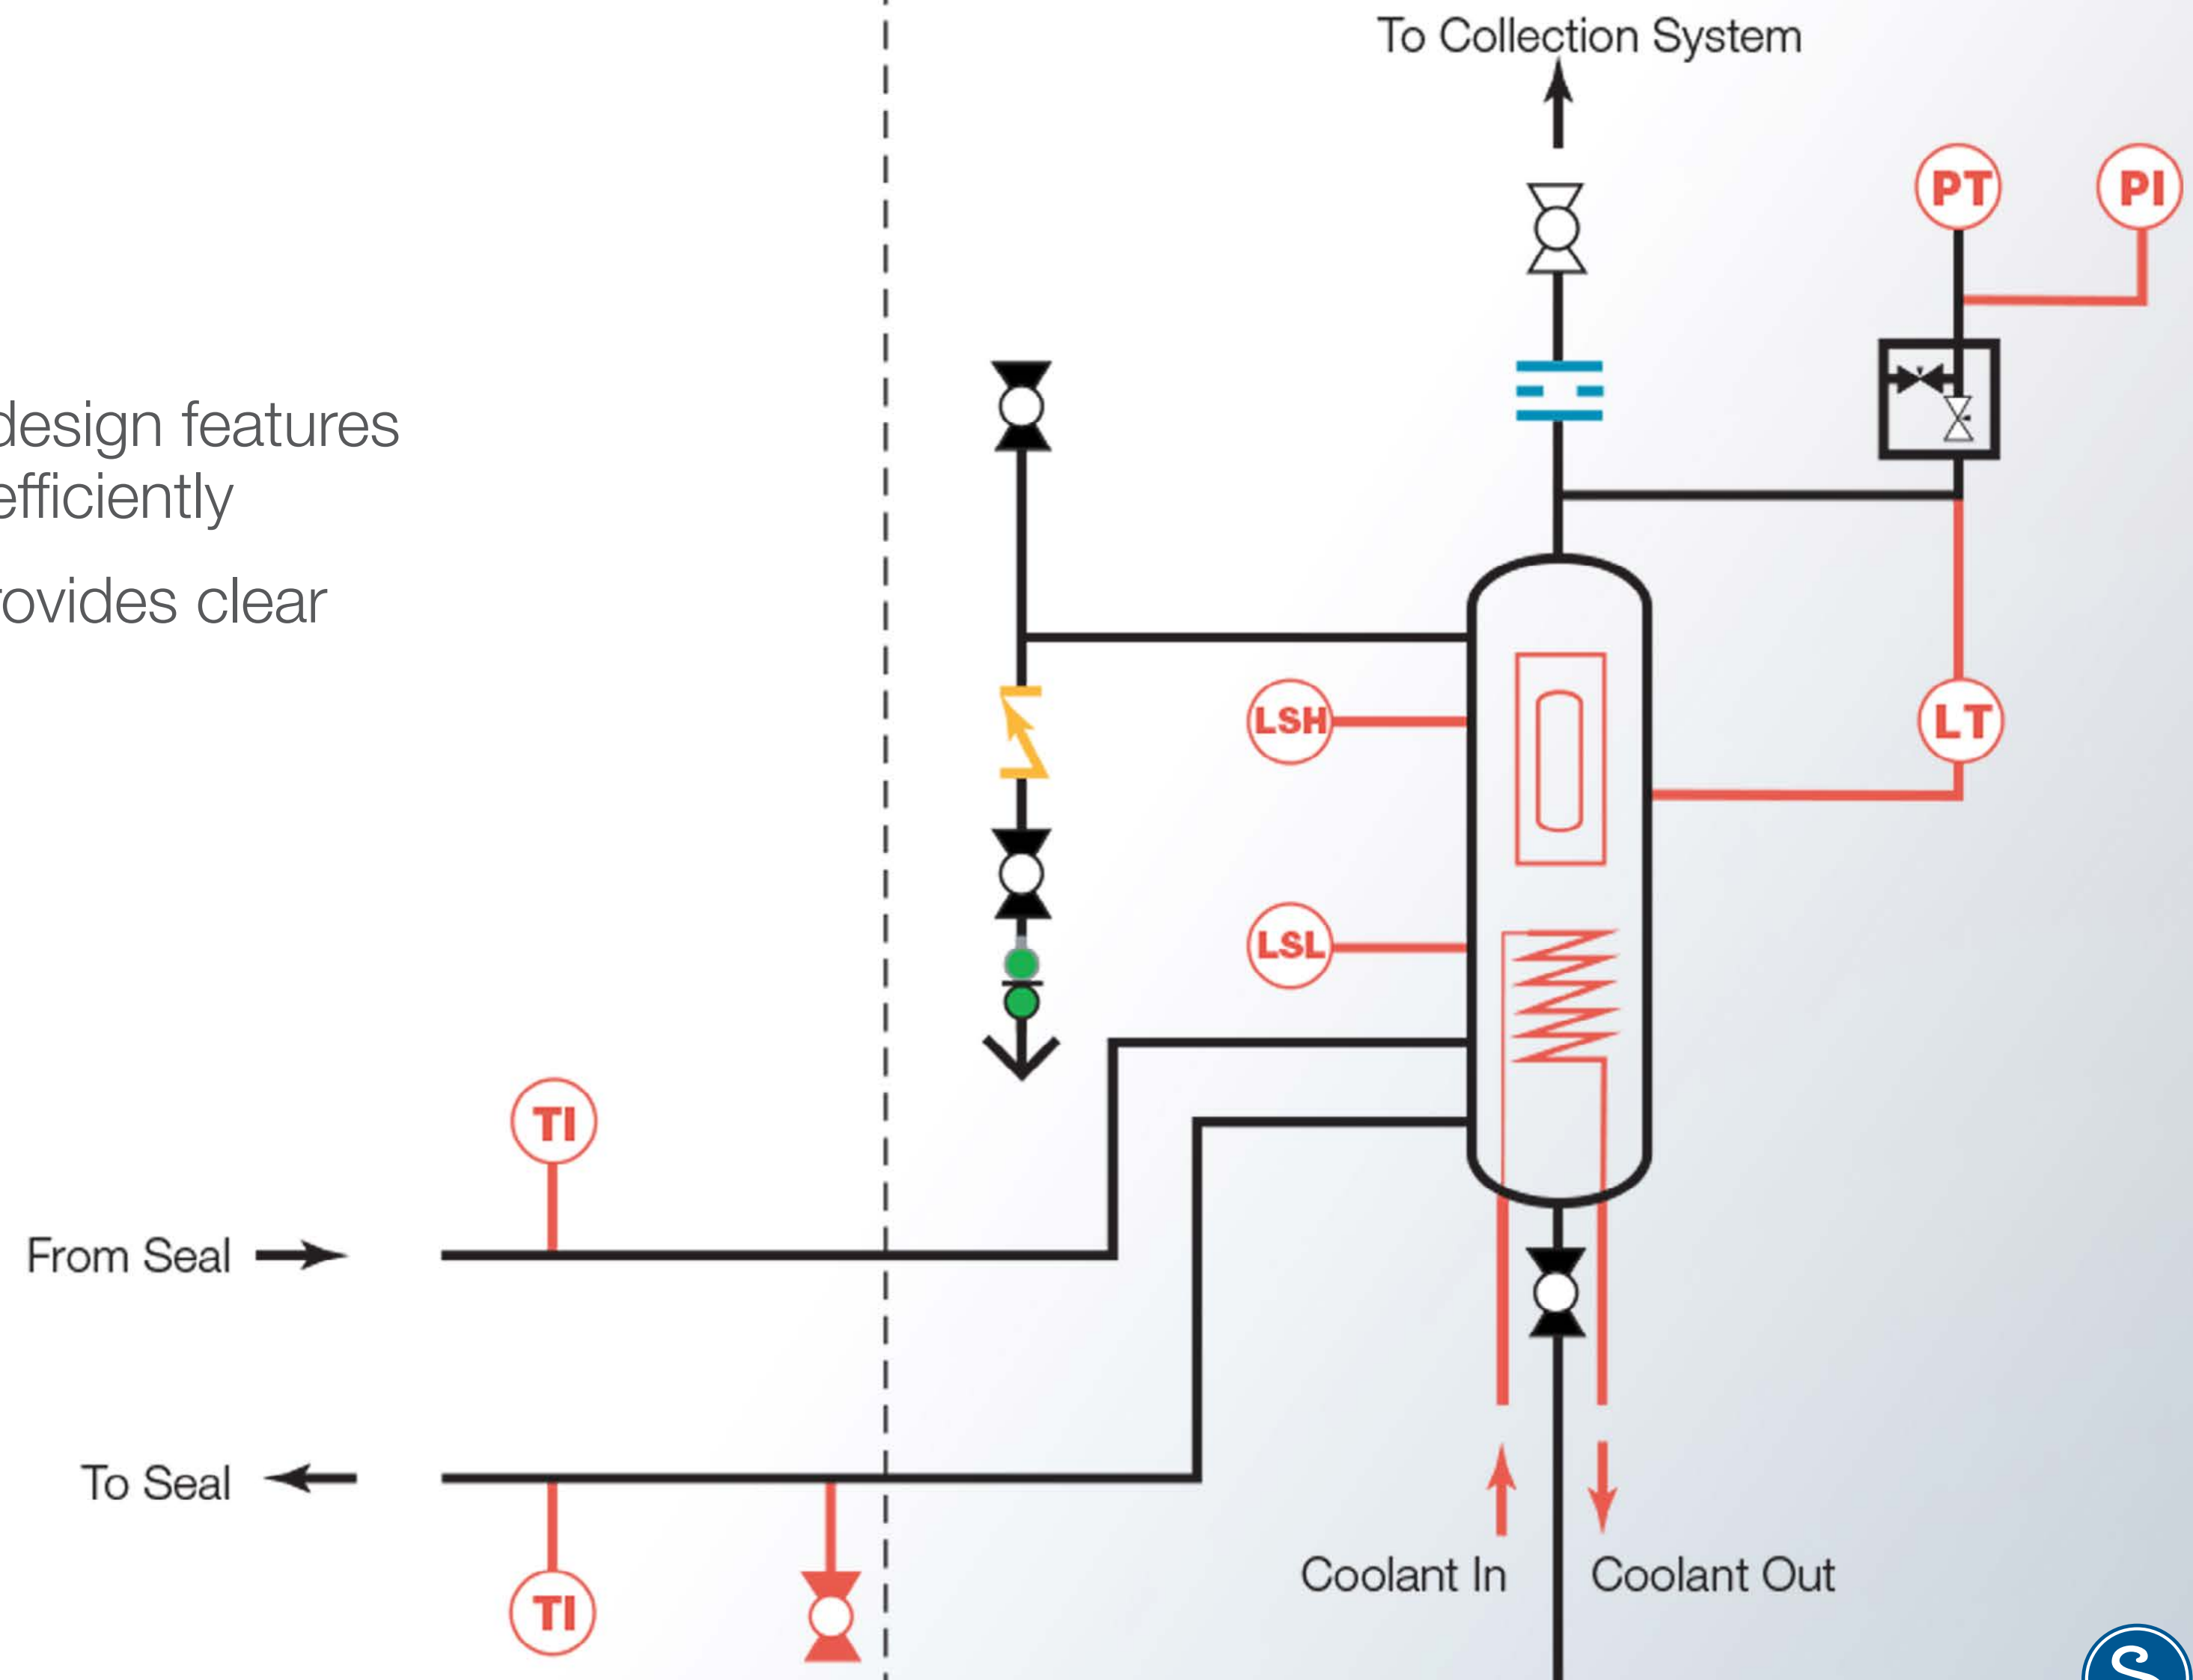 To Collection System
PT
PI
design features
efficiently
provides clear
LSH
LT
LSL
TI
From Seal
To Seal
Coolant In
Coolant Out
TI
S